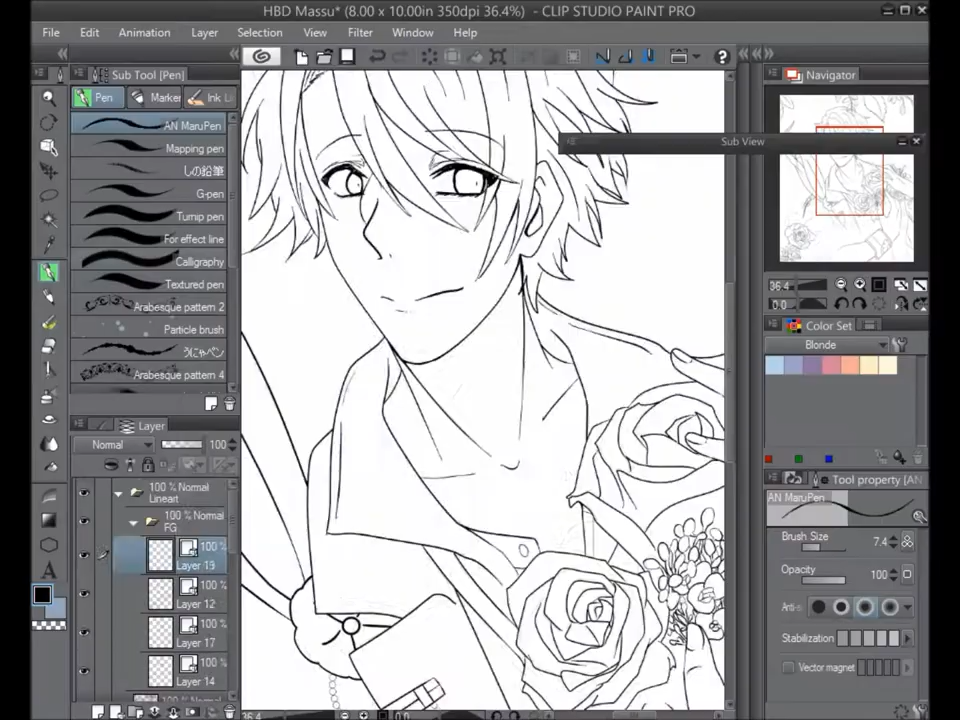 HBD Massu* (8.00 x 10.00in 350dpi 36.4%) - CLIP STUDIO PAINT PRO
File Edit Animation Layer Selection View Filter Window Help
Sub Tool [Pen]
Pen Marker Ink
AN MaruPen
Mapping pen
しの鉛筆
G-pen
Turnip pen
For effect line
Calligraphy
Textured pen
Arabesque pattern 2
Particle brush
うにゃペン
Arabesque pattern 4
Layer
Normal 100
100 % Normal
Lineart
100 % Normal
FG
100 %
Layer 19
100 %
Layer 12
100 %
Layer 17
100 %
Layer 14
36.4 0.0
Navigator
Sub View
36.4
0.0
Color Set
Blonde
Tool property [AN
AN MaruPen
Brush Size 7.4
Opacity 100
Anti-
Stabilization
Vector magnet